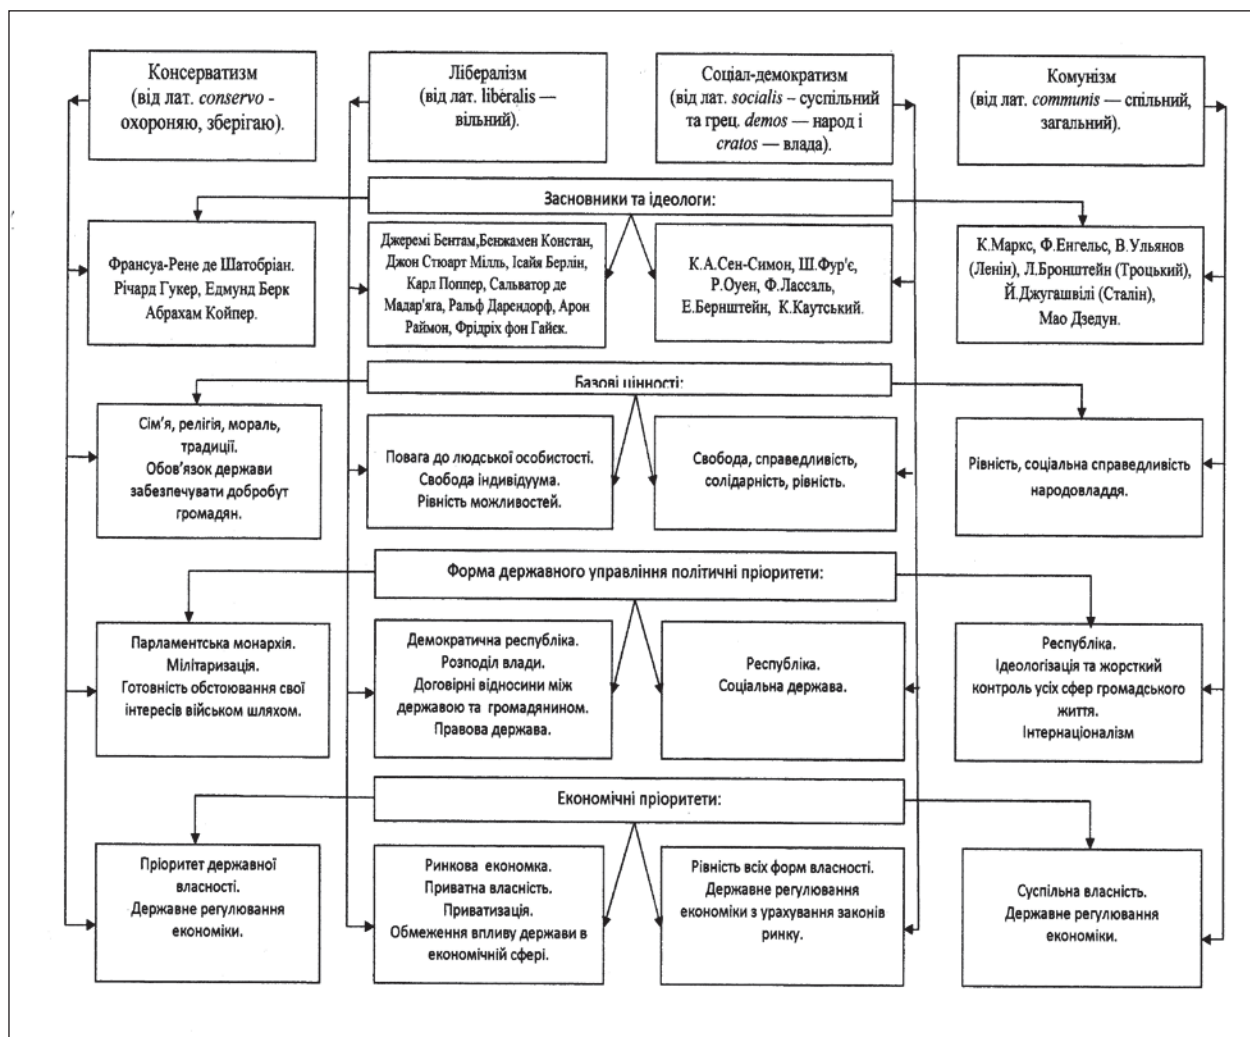 Консерватизм
(від лат. conservo -
охороняю, зберігаю).
Лібералізм
(від лат. liberalis —
вільний).
Соціал-демократизм
(від лат. socialis – суспільний
та грец. demos — народ і
cratos — влада).
Комунізм
(від лат. communis — спільний,
загальний).
Засновники та ідеологи:
Франсуа-Рене де Шатобріан.
Річард Гукер, Едмунд Берк
Абрахам Койпер.
Джеремі Бентам,Бенжамен Констан,
Джон Стюарт Мілль, Ісайя Берлін,
Карл Поппер, Сальватор де
Мадар'яга, Ральф Дарендорф, Арон
Раймон, Фрідріх фон Гайєк.
К.А.Сен-Симон, Ш.Фур'є,
Р.Оуен, Ф.Лассаль,
Е.Бернштейн, К.Каутський.
К.Маркс, Ф.Енгельс, В.Ульянов
(Ленін), Л.Бронштейн (Троцький),
Й.Джугашвілі (Сталін),
Мао Дзедун.
Базові цінності:
Сім’я, релігія, мораль,
традиції.
Обов’язок держави
забезпечувати добробут
громадян.
Повага до людської особистості.
Свобода індивідуума.
Рівність можливостей.
Свобода, справедливість,
солідарність, рівність.
Рівність, соціальна справедливість
народовладдя.
Форма державного управління політичні пріоритети:
Парламентська монархія.
Мілітаризація.
Готовність обстоювання свої
інтересів військом шляхом.
Демократична республіка.
Розподіл влади.
Договірні відносини між
державою та громадянином.
Правова держава.
Республіка.
Соціальна держава.
Республіка.
Ідеологізація та жорсткий
контроль усіх сфер громадського
життя.
Інтернаціоналізм
Економічні пріоритети:
Пріоритет державної
власності.
Державне регулювання
економіки.
Ринкова економка.
Приватна власність.
Приватизація.
Обмеження впливу держави в
економічній сфері.
Рівність всіх форм власності.
Державне регулювання
економіки з урахування законів
ринку.
Суспільна власність.
Державне регулювання
економіки.